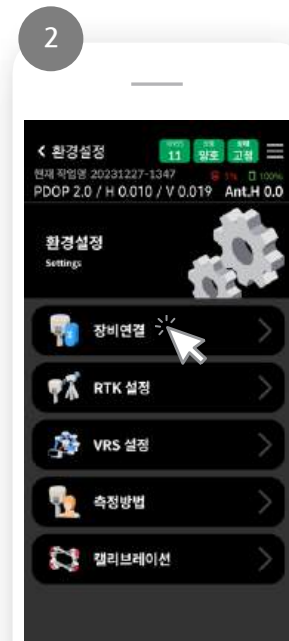 2
환경설정
11 양호 고정
현재 작업명 20231227-1347 1% 100%
PDOP 2.0 / H 0.010 / V 0.019 Ant.H 0.0
환경설정
Settings
장비연결
RTK 설정
VRS 설정
측정방법
캘리브레이션